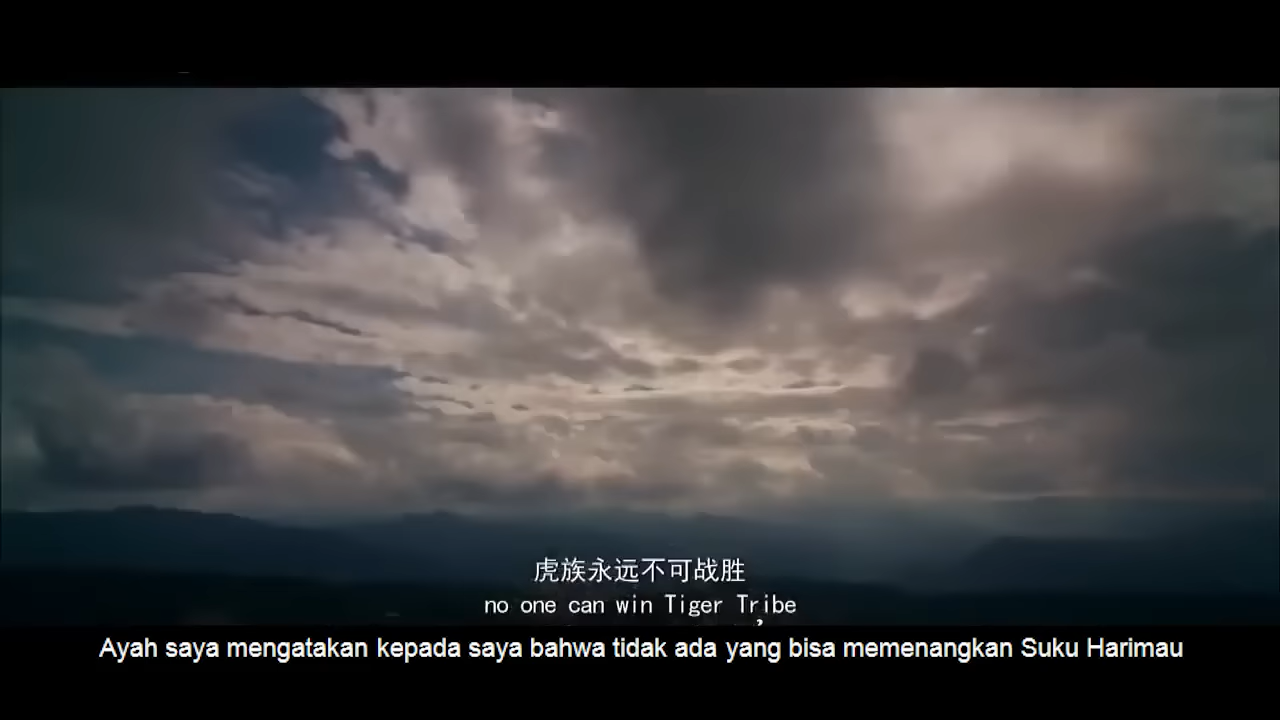 虎族永远不可战胜
no one can win Tiger Tribe
Ayah saya mengatakan kepada saya bahwa tidak ada yang bisa memenangkan Suku Harimau